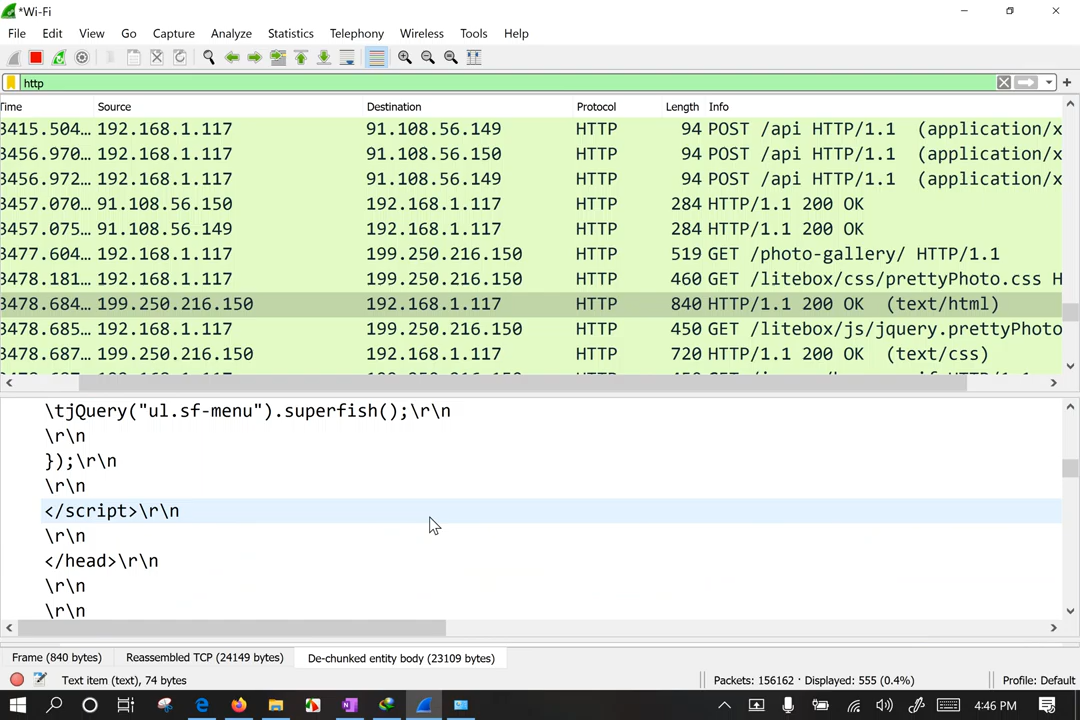 *Wi-Fi
File Edit View Go Capture Analyze Statistics Telephony Wireless Tools Help
http
Time Source Destination Protocol Length Info
3415.504… 192.168.1.117 91.108.56.149 HTTP 94 POST /api HTTP/1.1 (application/x
3456.970… 192.168.1.117 91.108.56.150 HTTP 94 POST /api HTTP/1.1 (application/x
3456.972… 192.168.1.117 91.108.56.149 HTTP 94 POST /api HTTP/1.1 (application/x
3457.070… 91.108.56.150 192.168.1.117 HTTP 284 HTTP/1.1 200 OK
3457.075… 91.108.56.149 192.168.1.117 HTTP 284 HTTP/1.1 200 OK
3477.604… 192.168.1.117 199.250.216.150 HTTP 519 GET /photo-gallery/ HTTP/1.1
3478.181… 192.168.1.117 199.250.216.150 HTTP 460 GET /litebox/css/prettyPhoto.css H
3478.684… 199.250.216.150 192.168.1.117 HTTP 840 HTTP/1.1 200 OK (text/html)
3478.685… 192.168.1.117 199.250.216.150 HTTP 450 GET /litebox/js/jquery.prettyPhoto
3478.687… 199.250.216.150 192.168.1.117 HTTP 720 HTTP/1.1 200 OK (text/css)
\tjQuery("ul.sf-menu").superfish();\r\n
\r\n
});\r\n
\r\n
</script>\r\n
\r\n
</head>\r\n
\r\n
\r\n
Frame (840 bytes) Reassembled TCP (24149 bytes) De-chunked entity body (23109 bytes)
Text item (text), 74 bytes Packets: 156162 · Displayed: 555 (0.4%) Profile: Default
4:46 PM